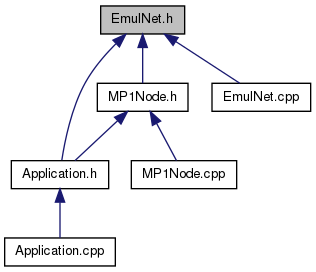 EmulNet.h
MP1Node.h
EmulNet.cpp
Application.h
MP1Node.cpp
Application.cpp